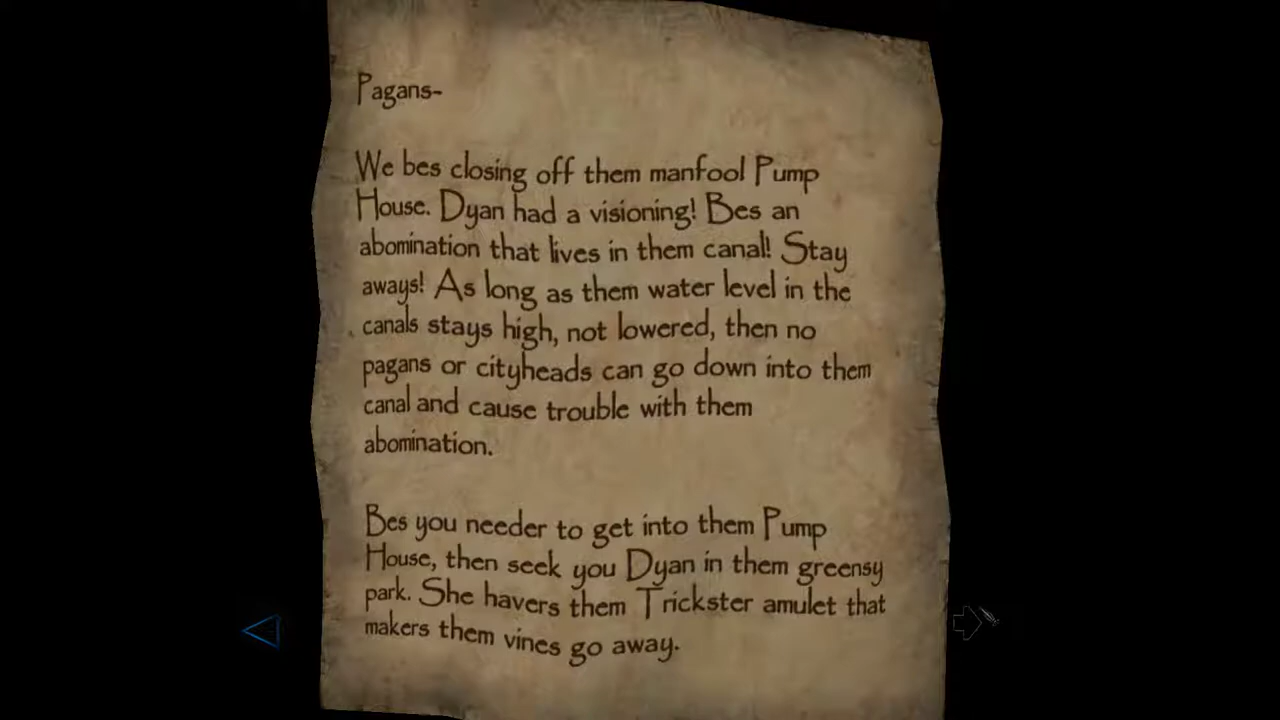 Pagans-
We bes closing off them manfool Pump
House. Dyan had a visioning! Bes an
abomination that lives in them canal! Stay
aways! As long as them water level in the
canals stays high, not lowered, then no
pagans or cityheads can go down into them
canal and cause trouble with them
abomination.
Bes you needer to get into them Pump
House, then seek you Dyan in them greensy
park. She havers them Trickster amulet that
makers them vines go away.